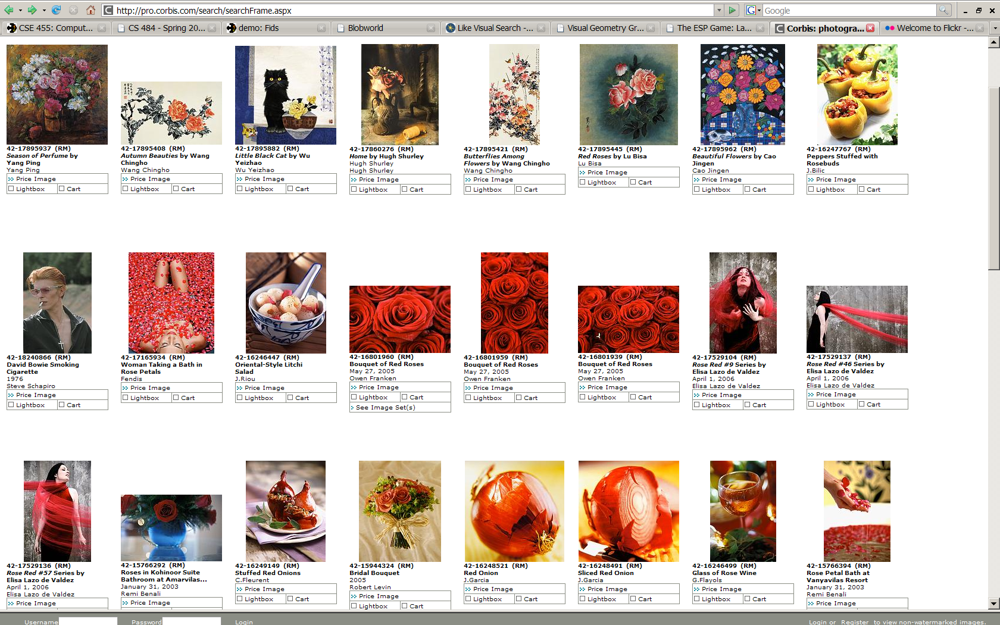 http://pro.corbis.com/search/searchFrame.aspx
Google
CSE 455: Comput...
CS 484 - Spring 20...
demo: Fids
Blobworld
Like Visual Search -...
Visual Geometry Gr...
The ESP Game: La...
Corbis: photogra...
Welcome to Flickr -...
42-17895937 (RM)
Season of Perfume by
Yang Ping
Yang Ping
Price Image
Lightbox Cart
42-17895408 (RM)
Autumn Beauties by Wang
Chingho
Wang Chingho
Price Image
Lightbox Cart
42-17895882 (RM)
Little Black Cat by Wu
Yeizhao
Wu Yeizhao
Price Image
Lightbox Cart
42-17860276 (RM)
Home by Hugh Shurley
Hugh Shurley
Hugh Shurley
Price Image
Lightbox Cart
42-17895421 (RM)
Butterflies Among
Flowers by Wang Chingho
Wang Chingho
Price Image
Lightbox Cart
42-17895445 (RM)
Red Roses by Lu Bisa
Lu Bisa
Price Image
Lightbox Cart
42-17895962 (RM)
Beautiful Flowers by Cao
Jingen
Cao Jingen
Price Image
Lightbox Cart
42-16247767 (RM)
Peppers Stuffed with
Rosebuds
J.Bilic
Price Image
Lightbox Cart
42-18240866 (RM)
David Bowie Smoking
Cigarette
1976
Steve Schapiro
Price Image
Lightbox Cart
42-17165934 (RM)
Woman Taking a Bath in
Rose Petals
Fendis
Price Image
Lightbox Cart
42-16246447 (RM)
Oriental-Style Litchi
Salad
J.Riou
Price Image
Lightbox Cart
42-16801960 (RM)
Bouquet of Red Roses
May 27, 2005
Owen Franken
Price Image
Lightbox Cart
See Image Set(s)
42-16801959 (RM)
Bouquet of Red Roses
May 27, 2005
Owen Franken
Price Image
Lightbox Cart
42-16801939 (RM)
Bouquet of Red Roses
May 27, 2005
Owen Franken
Price Image
Lightbox Cart
42-17529104 (RM)
Rose Red #9 Series by
Elisa Lazo de Valdez
April 1, 2006
Elisa Lazo de Valdez
Price Image
Lightbox Cart
42-17529137 (RM)
Rose Red #46 Series by
Elisa Lazo de Valdez
April 1, 2006
Elisa Lazo de Valdez
Price Image
Lightbox Cart
42-17529136 (RM)
Rose Red #57 Series by
Elisa Lazo de Valdez
April 1, 2006
Elisa Lazo de Valdez
Price Image
42-15766292 (RM)
Roses in Kohinoor Suite
Bathroom at Amarvilas...
January 31, 2003
Remi Benali
Price Image
42-16249149 (RM)
Stuffed Red Onions
C.Fleurent
Price Image
Lightbox Cart
42-15944324 (RM)
Bridal Bouquet
2005
Robert Levin
Price Image
Lightbox Cart
42-16248521 (RM)
Red Onion
J.Garcia
Price Image
Lightbox Cart
42-16248491 (RM)
Sliced Red Onion
J.Garcia
Price Image
Lightbox Cart
42-16246499 (RM)
Glass of Rose Wine
G.Flayols
Price Image
Lightbox Cart
42-15766394 (RM)
Rose Petal Bath at
Vanyavilas Resort
January 31, 2003
Remi Benali
Price Image
Username Password Login
Login or Register to view non-watermarked images.